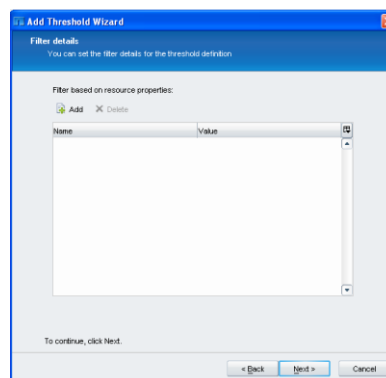 Add Threshold Wizard
Filter details
You can set the filter details for the threshold definition
Filter based on resource properties:
Add Delete
Name Value
To continue, click Next.
< Back Next > Cancel